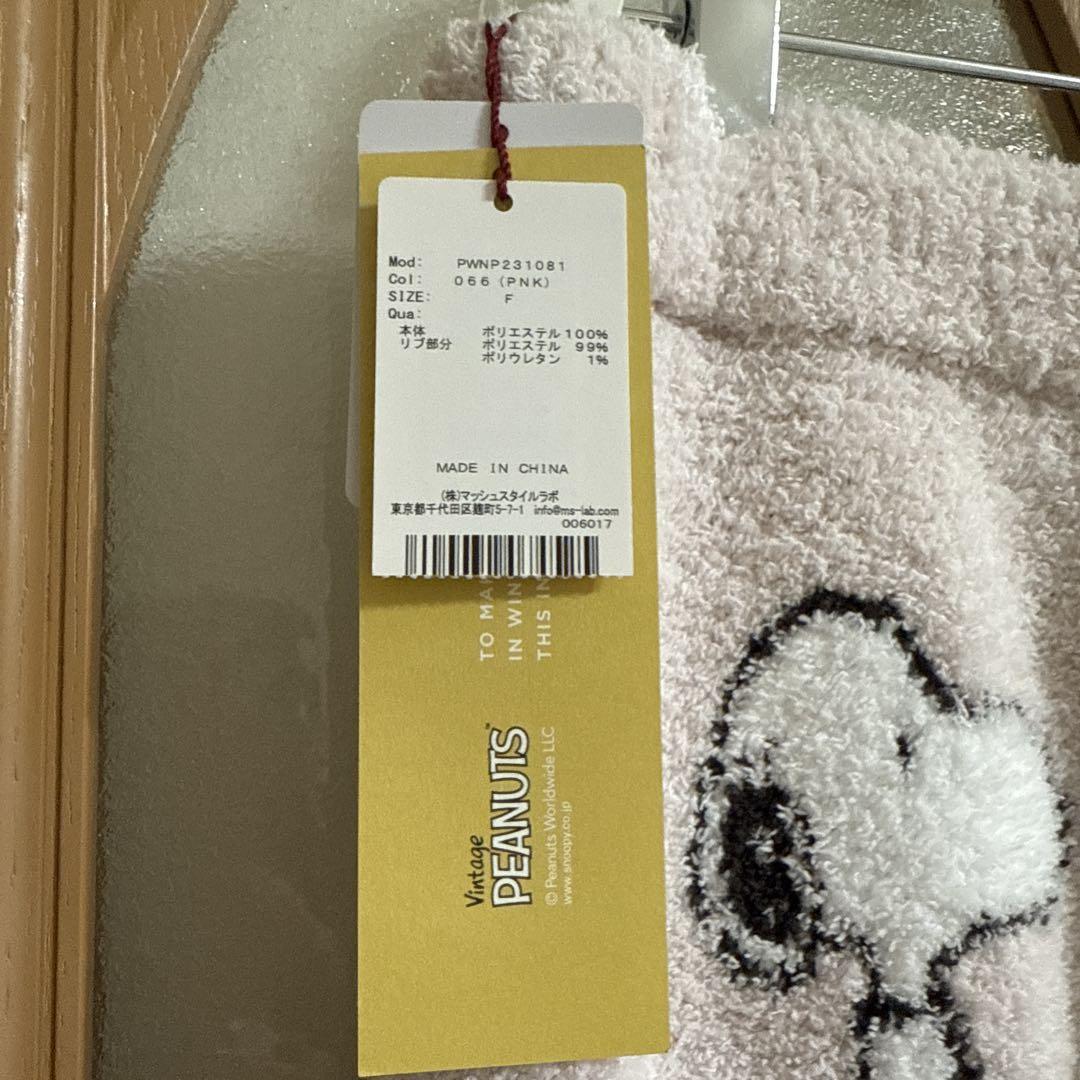 Mod: PWNP231081
Col: 066 (PNK)
SIZE: F
Qua:
本体 ポリエステル 100%
リブ部分 ポリエステル 99%
ポリウレタン 1%
MADE IN CHINA
(株)マッシュスタイルラボ
東京都千代田区麹町5-7-1 info@ms-lab.com
006017
TO
IN
THIS
Vintage
PEANUTS™
© Peanuts Worldwide LLC
www.snoopy.co.jp